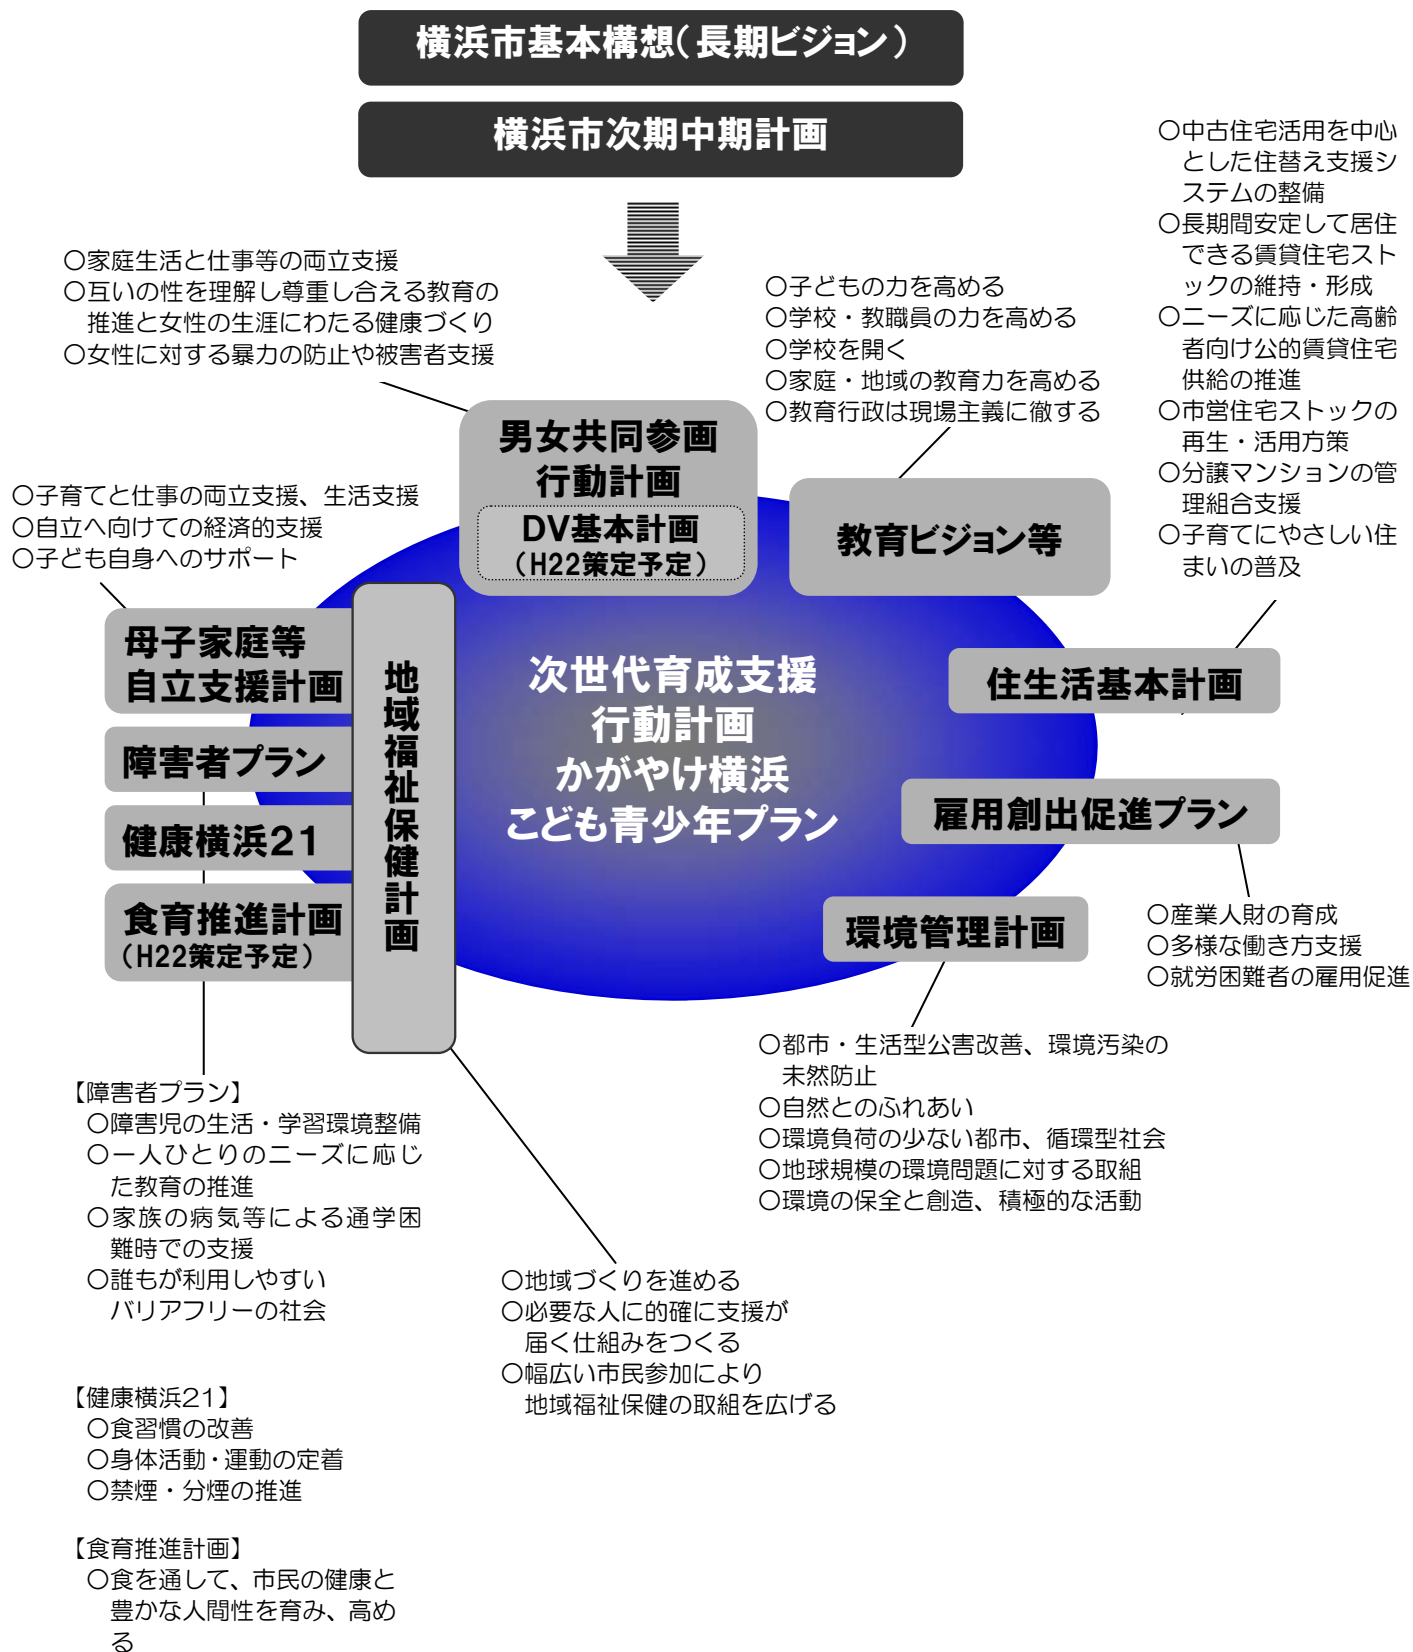 横浜市基本構想（長期ビジョン）
横浜市次期中期計画
○家庭生活と仕事等の両立支援
○互いの性を理解し尊重し合える教育の
推進と女性の生涯にわたる健康づくり
○女性に対する暴力の防止や被害者支援
○子どもの力を高める
○学校・教職員の力を高める
○学校を開く
○家庭・地域の教育力を高める
○教育行政は現場主義に徹する
○中古住宅活用を中心
とした住替え支援シ
ステムの整備
○長期間安定して居住
できる賃貸住宅スト
ックの維持・形成
○ニーズに応じた高齢
者向け公的賃貸住宅
供給の推進
○市営住宅ストックの
再生・活用方策
○分譲マンションの管
理組合支援
○子育てにやさしい住
まいの普及
男女共同参画
行動計画
DV基本計画
（H22策定予定）
教育ビジョン等
○子育てと仕事の両立支援、生活支援
○自立へ向けての経済的支援
○子ども自身へのサポート
母子家庭等
自立支援計画
障害者プラン
健康横浜21
食育推進計画
（H22策定予定）
地域福祉保健計画
次世代育成支援
行動計画
かがやけ横浜
こども青少年プラン
住生活基本計画
雇用創出促進プラン
環境管理計画
○産業人財の育成
○多様な働き方支援
○就労困難者の雇用促進
○都市・生活型公害改善、環境汚染の
未然防止
○自然とのふれあい
○環境負荷の少ない都市、循環型社会
○地球規模の環境問題に対する取組
○環境の保全と創造、積極的な活動
【障害者プラン】
○障害児の生活・学習環境整備
○一人ひとりのニーズに応じ
た教育の推進
○家族の病気等による通学困
難時での支援
○誰もが利用しやすい
バリアフリーの社会
○地域づくりを進める
○必要な人に的確に支援が
届く仕組みをつくる
○幅広い市民参加により
地域福祉保健の取組を広げる
【健康横浜21】
○食習慣の改善
○身体活動・運動の定着
○禁煙・分煙の推進
【食育推進計画】
○食を通して、市民の健康と
豊かな人間性を育み、高め
る